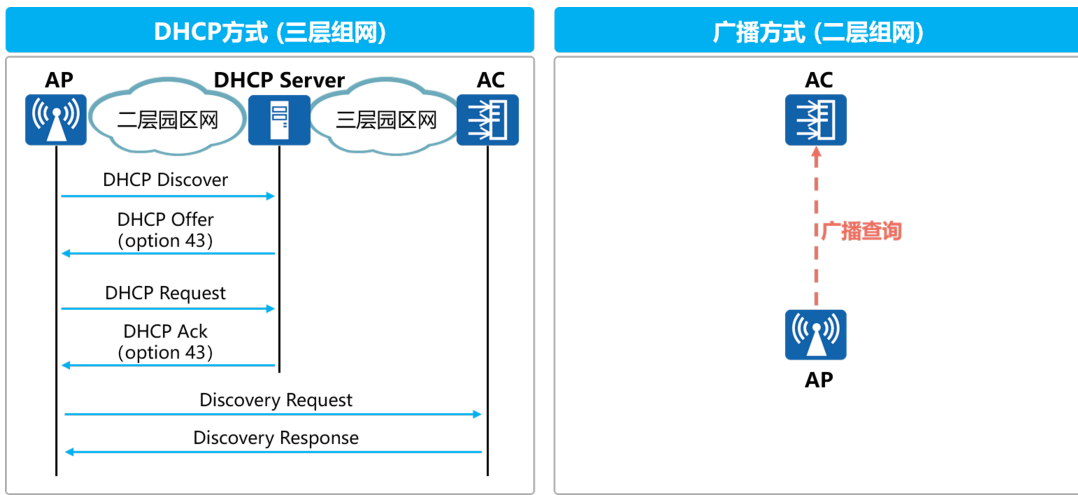 DHCP方式 (三层组网)
AP
DHCP Server
AC
二层园区网
三层园区网
DHCP Discover
DHCP Offer
(option 43)
DHCP Request
DHCP Ack
(option 43)
Discovery Request
Discovery Response
广播方式 (二层组网)
AC
广播查询
AP